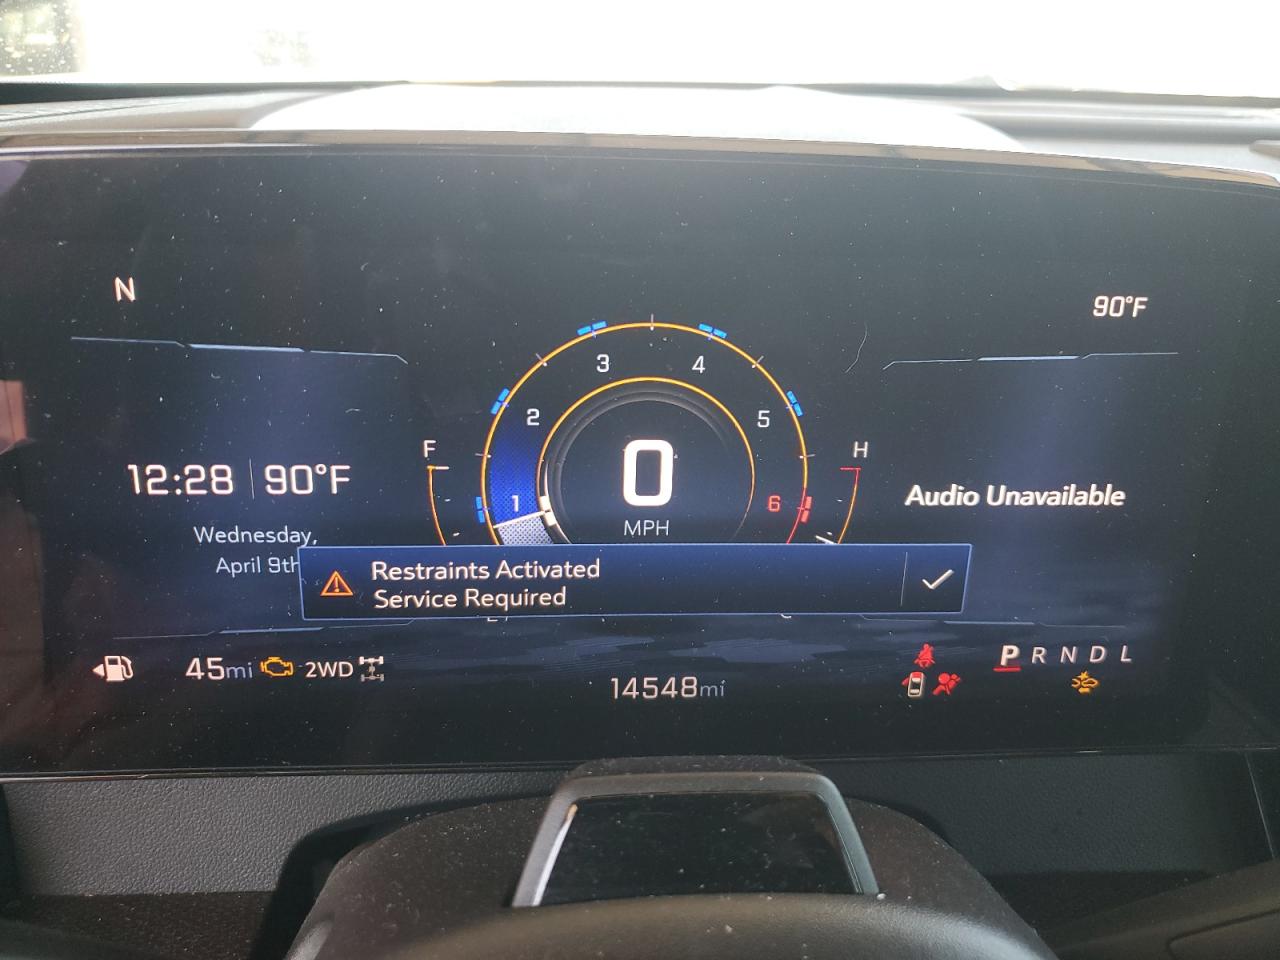 N
90°F
3
4
2
5
F
H
12:28
90°F
0
1
6
Audio Unavailable
MPH
Wednesday,
April 9th
Restraints Activated
Service Required
45mi
2WD
14548mi
P R N D L